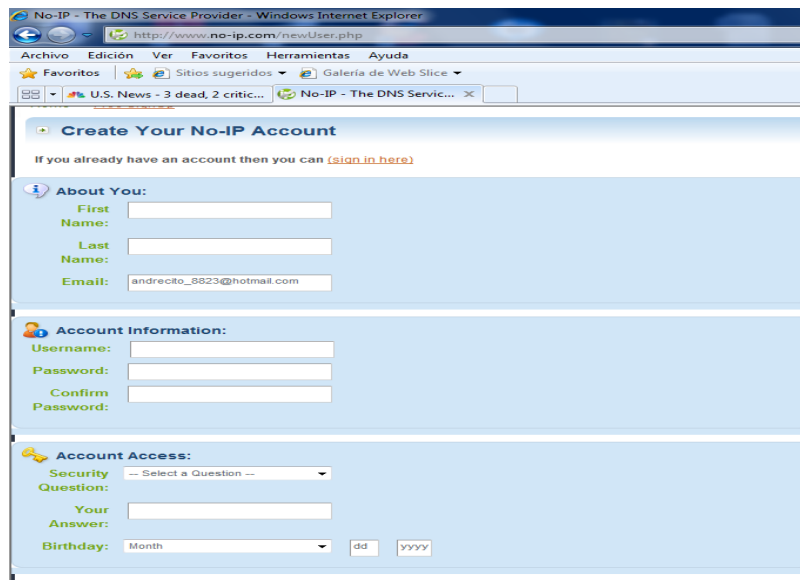 No-IP - The DNS Service Provider - Windows Internet Explorer
http://www.no-ip.com/newUser.php
Archivo Edición Ver Favoritos Herramientas Ayuda
Favoritos Sitios sugeridos Galería de Web Slice
U.S. News - 3 dead, 2 critic... No-IP - The DNS Servic...
Create Your No-IP Account
If you already have an account then you can (sign in here)
About You:
First
Name:
Last
Name:
Email: andrecito_8823@hotmail.com
Account Information:
Username:
Password:
Confirm
Password:
Account Access:
Security -- Select a Question --
Question:
Your
Answer:
Birthday: Month dd yyyy